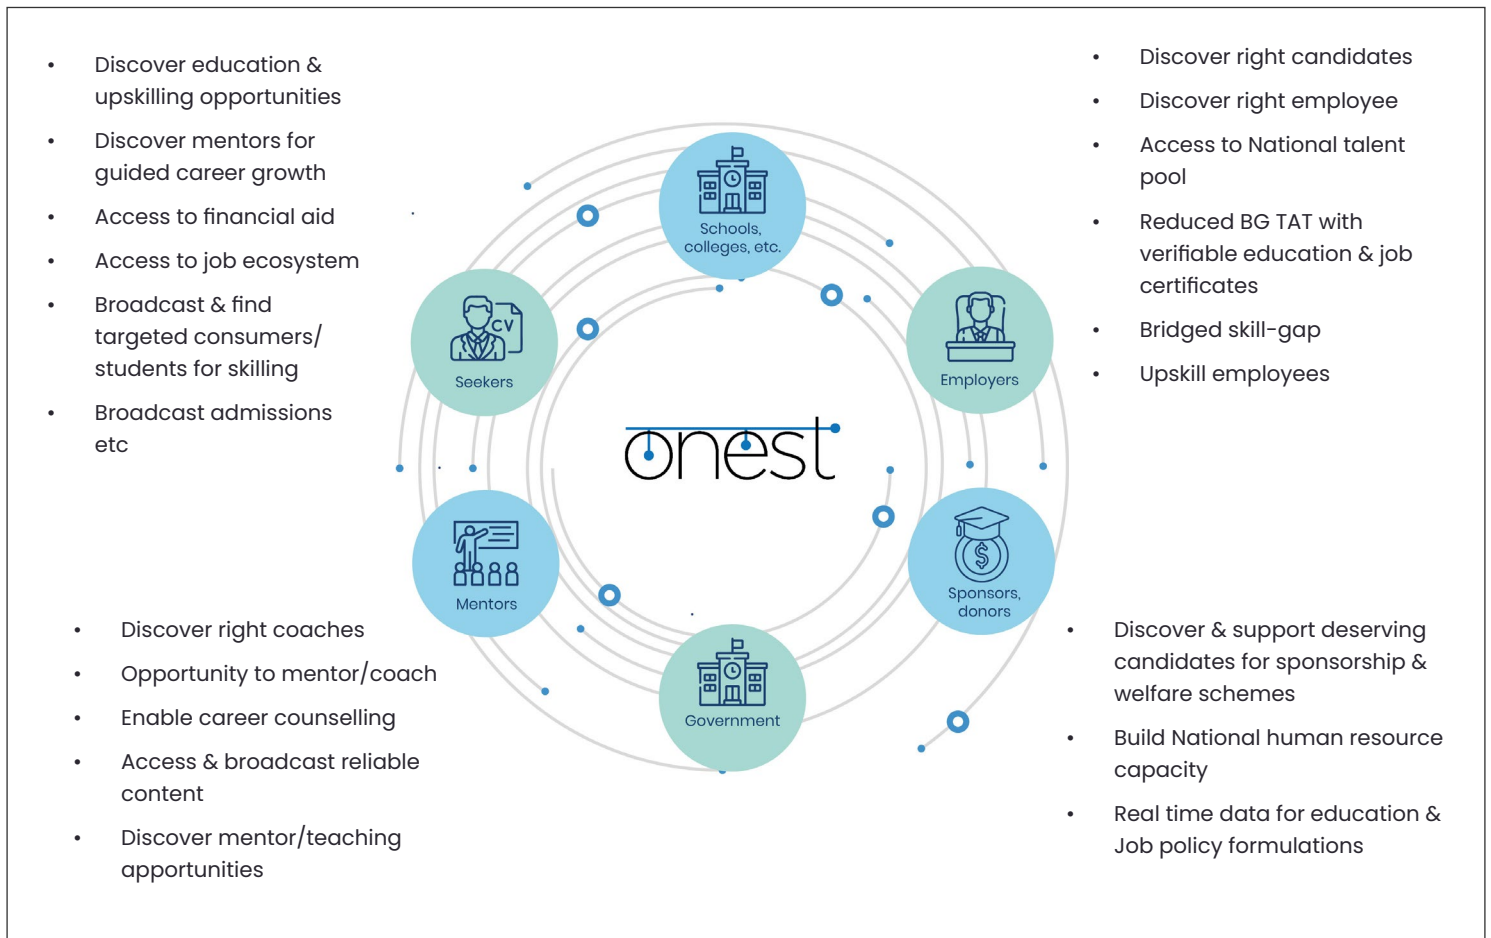 • Discover education &
upskilling opportunities
• Discover mentors for
guided career growth
• Access to financial aid
• Access to job ecosystem
• Broadcast & find
targeted consumers/
students for skilling
• Broadcast admissions
etc
• Discover right candidates
• Discover right employee
• Access to National talent
pool
• Reduced BG TAT with
verifiable education & job
certificates
• Bridged skill-gap
• Upskill employees
Schools,
colleges, etc.
CV
Seekers
Employers
onest
Mentors
$
Sponsors,
donors
Government
• Discover right coaches
• Opportunity to mentor/coach
• Enable career counselling
• Access & broadcast reliable
content
• Discover mentor/teaching
apportunities
• Discover & support deserving
candidates for sponsorship &
welfare schemes
• Build National human resource
capacity
• Real time data for education &
Job policy formulations